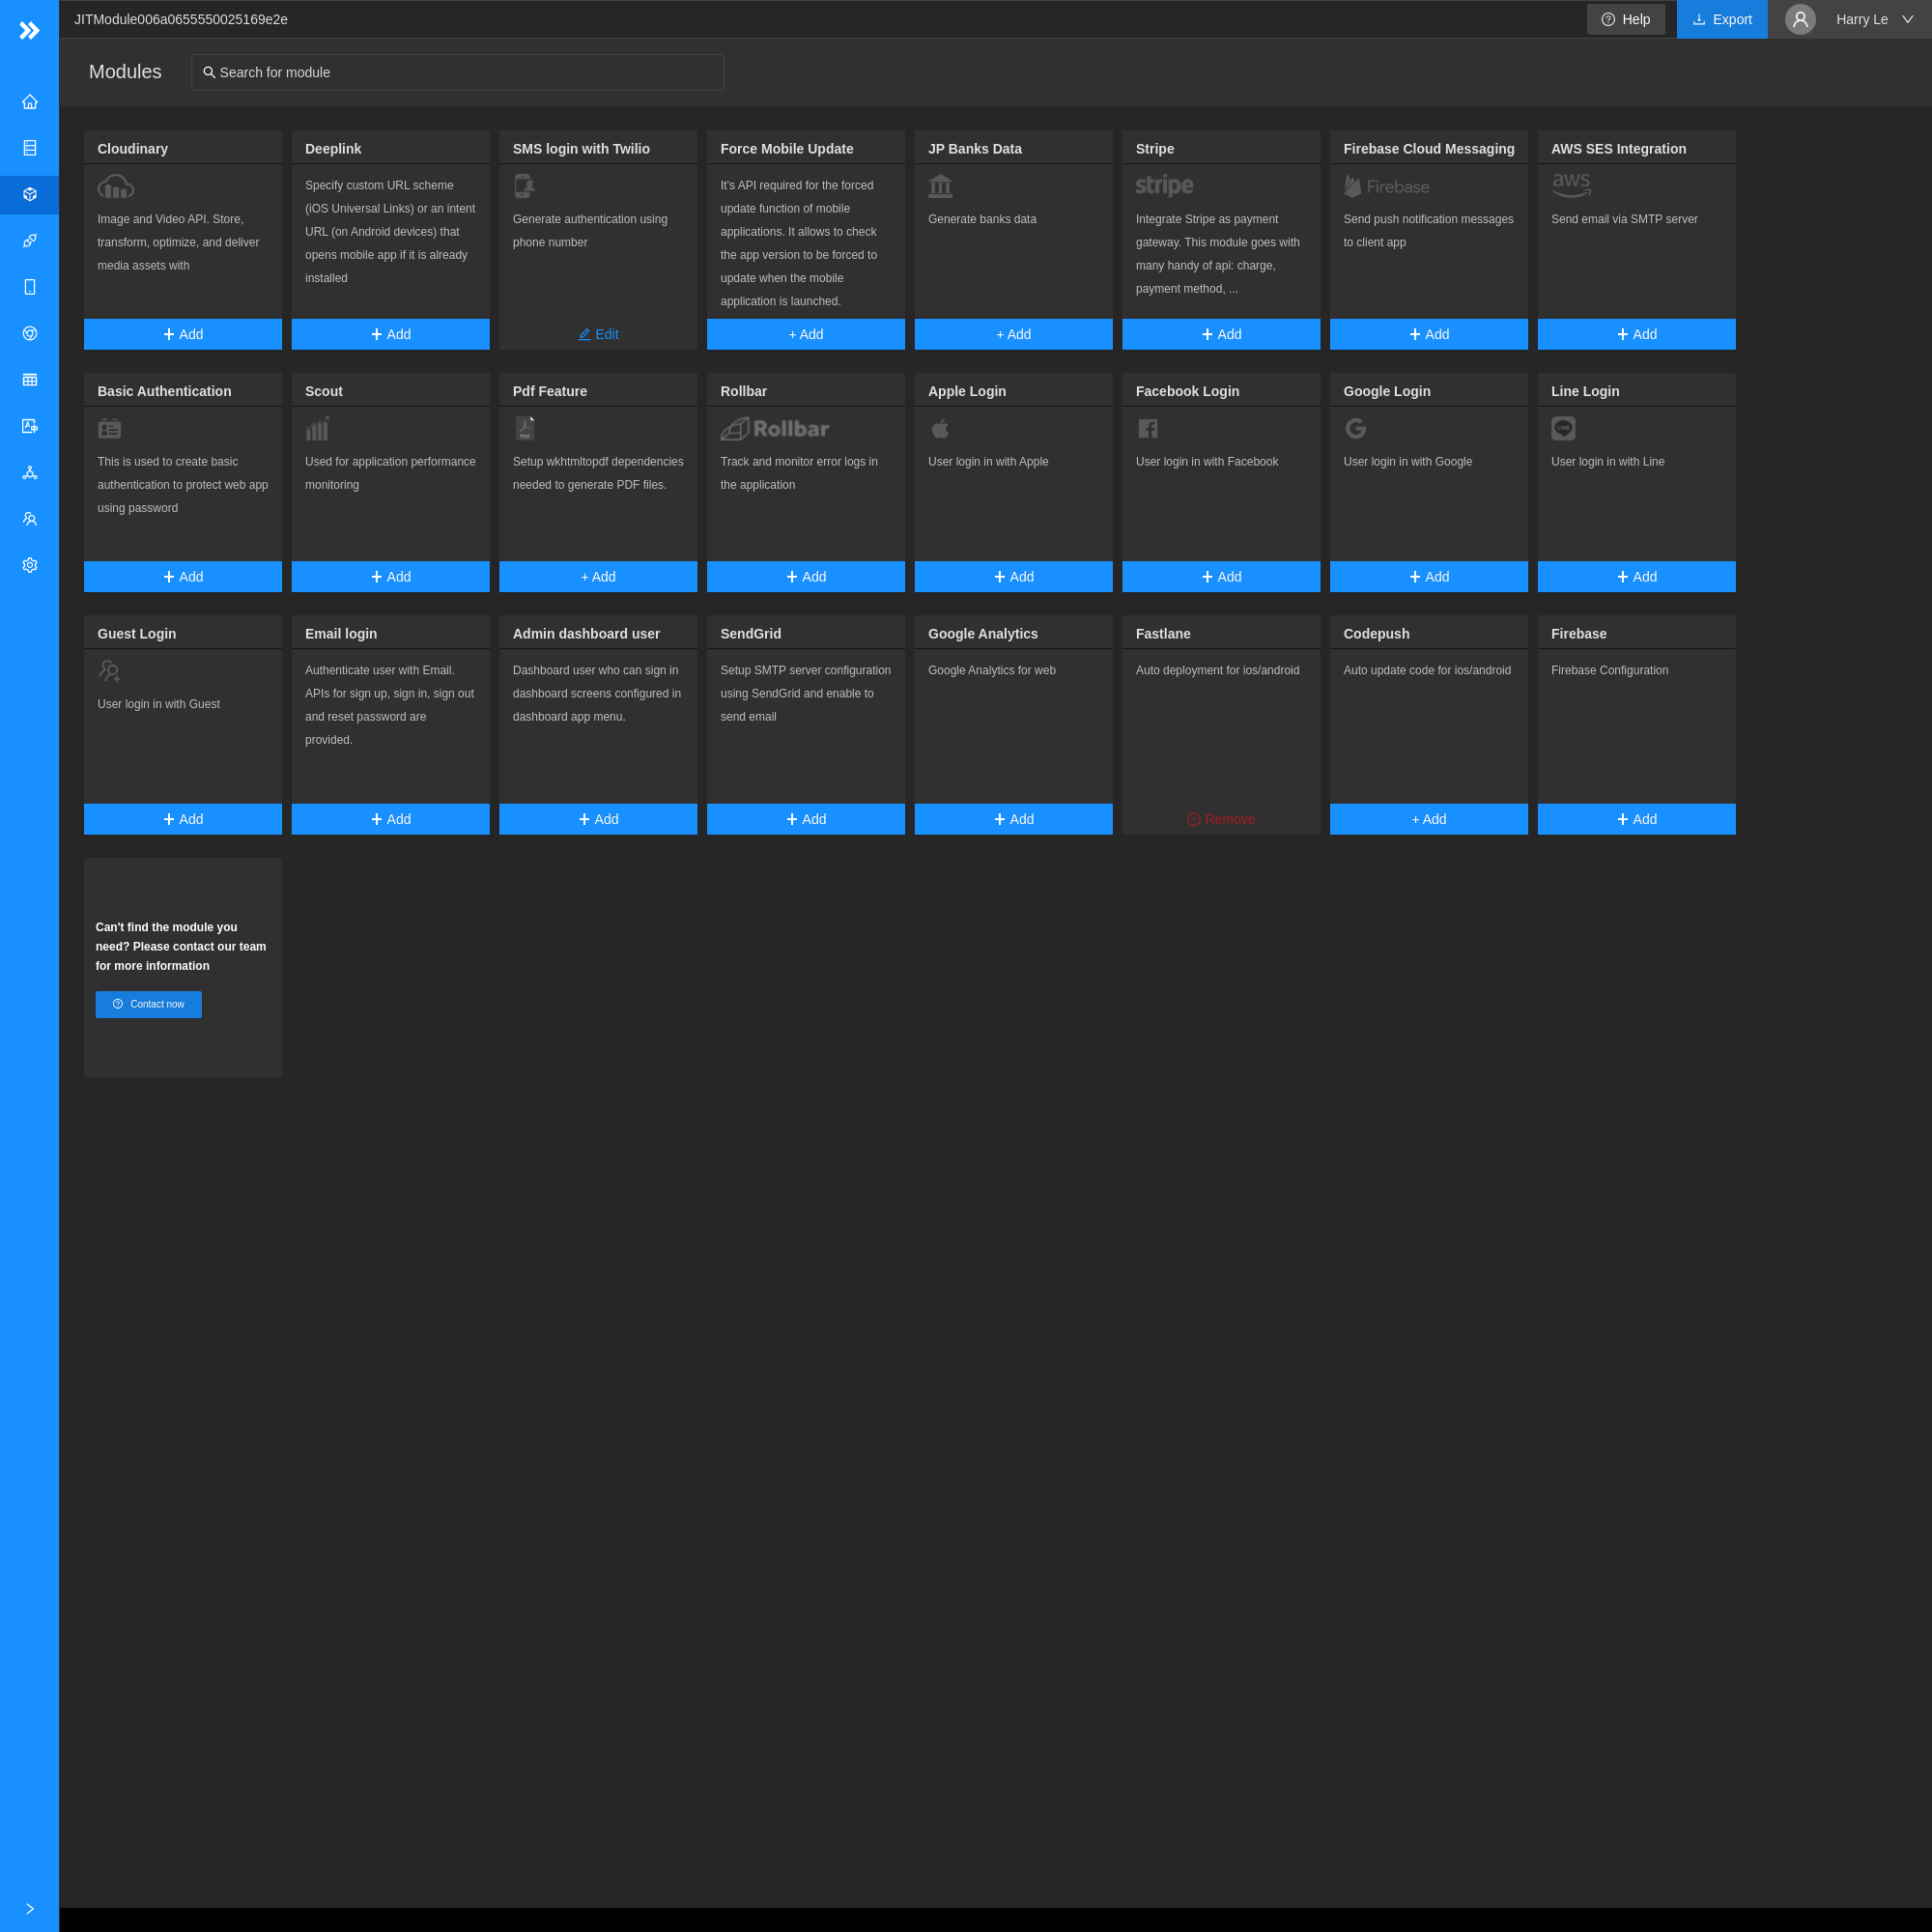 JITModule006a0655550025169e2e
Help
Export
Harry Le
Modules
Search for module
Cloudinary
Image and Video API. Store,
transform, optimize, and deliver
media assets with
+ Add
Deeplink
Specify custom URL scheme
(iOS Universal Links) or an intent
URL (on Android devices) that
opens mobile app if it is already
installed
+ Add
SMS login with Twilio
Generate authentication using
phone number
Edit
Force Mobile Update
It's API required for the forced
update function of mobile
applications. It allows to check
the app version to be forced to
update when the mobile
application is launched.
+ Add
JP Banks Data
Generate banks data
+ Add
Stripe
stripe
Integrate Stripe as payment
gateway. This module goes with
many handy of api: charge,
payment method, ...
+ Add
Firebase Cloud Messaging
Firebase
Send push notification messages
to client app
+ Add
AWS SES Integration
aws
Send email via SMTP server
+ Add
Basic Authentication
This is used to create basic
authentication to protect web app
using password
+ Add
Scout
Used for application performance
monitoring
+ Add
Pdf Feature
PDF
Setup wkhtmltopdf dependencies
needed to generate PDF files.
+ Add
Rollbar
Rollbar
Track and monitor error logs in
the application
+ Add
Apple Login
User login in with Apple
+ Add
Facebook Login
User login in with Facebook
+ Add
Google Login
User login in with Google
+ Add
Line Login
LINE
User login in with Line
+ Add
Guest Login
User login in with Guest
+ Add
Email login
Authenticate user with Email.
APIs for sign up, sign in, sign out
and reset password are
provided.
+ Add
Admin dashboard user
Dashboard user who can sign in
dashboard screens configured in
dashboard app menu.
+ Add
SendGrid
Setup SMTP server configuration
using SendGrid and enable to
send email
+ Add
Google Analytics
Google Analytics for web
+ Add
Fastlane
Auto deployment for ios/android
Remove
Codepush
Auto update code for ios/android
+ Add
Firebase
Firebase Configuration
+ Add
Can't find the module you
need? Please contact our team
for more information
Contact now